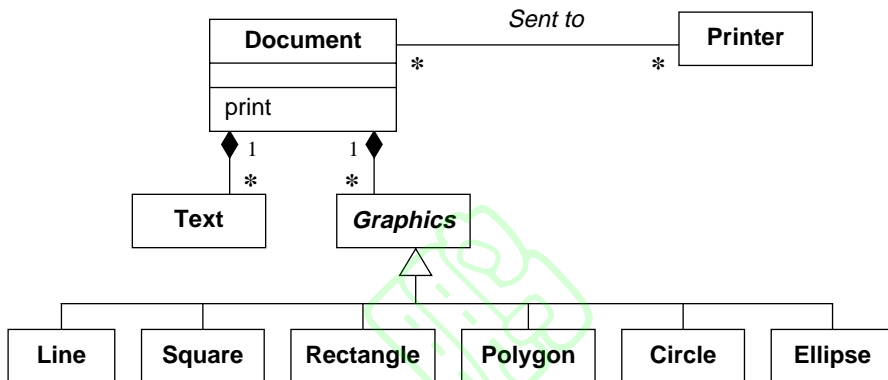 Document
Sent to
Printer
*
*
print
1
1
*
*
Text
Graphics
Line
Square
Rectangle
Polygon
Circle
Ellipse